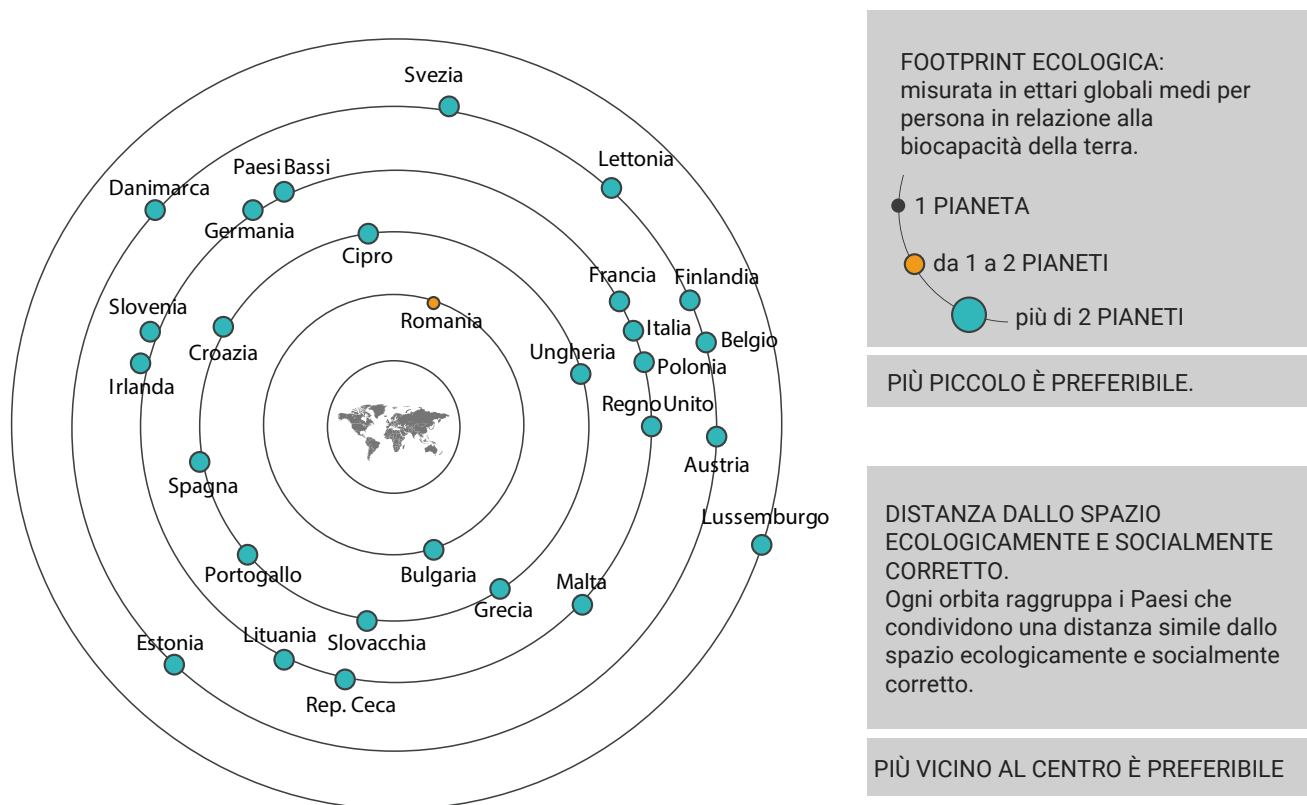 Svezia
Lettonia
Paesi Bassi
Danimarca
Germania
Cipro
Francia
Finlandia
Slovenia
Romania
Italia
Belgio
Croazia
Ungheria
Polonia
Irlanda
Regno Unito
Austria
Spagna
Lussemburgo
Portogallo
Bulgaria
Malta
Grecia
Estonia
Lituania
Slovacchia
Rep. Ceca
FOOTPRINT ECOLOGICA:
misurata in ettari globali medi per
persona in relazione alla
biocapacità della terra.
1 PIANETA
da 1 a 2 PIANETI
più di 2 PIANETI
PIÙ PICCOLO È PREFERIBILE.
DISTANZA DALLO SPAZIO
ECOLOGICAMENTE E SOCIALMENTE
CORRETTO.
Ogni orbita raggruppa i Paesi che
condividono una distanza simile dallo
spazio ecologicamente e socialmente
corretto.
PIÙ VICINO AL CENTRO È PREFERIBILE